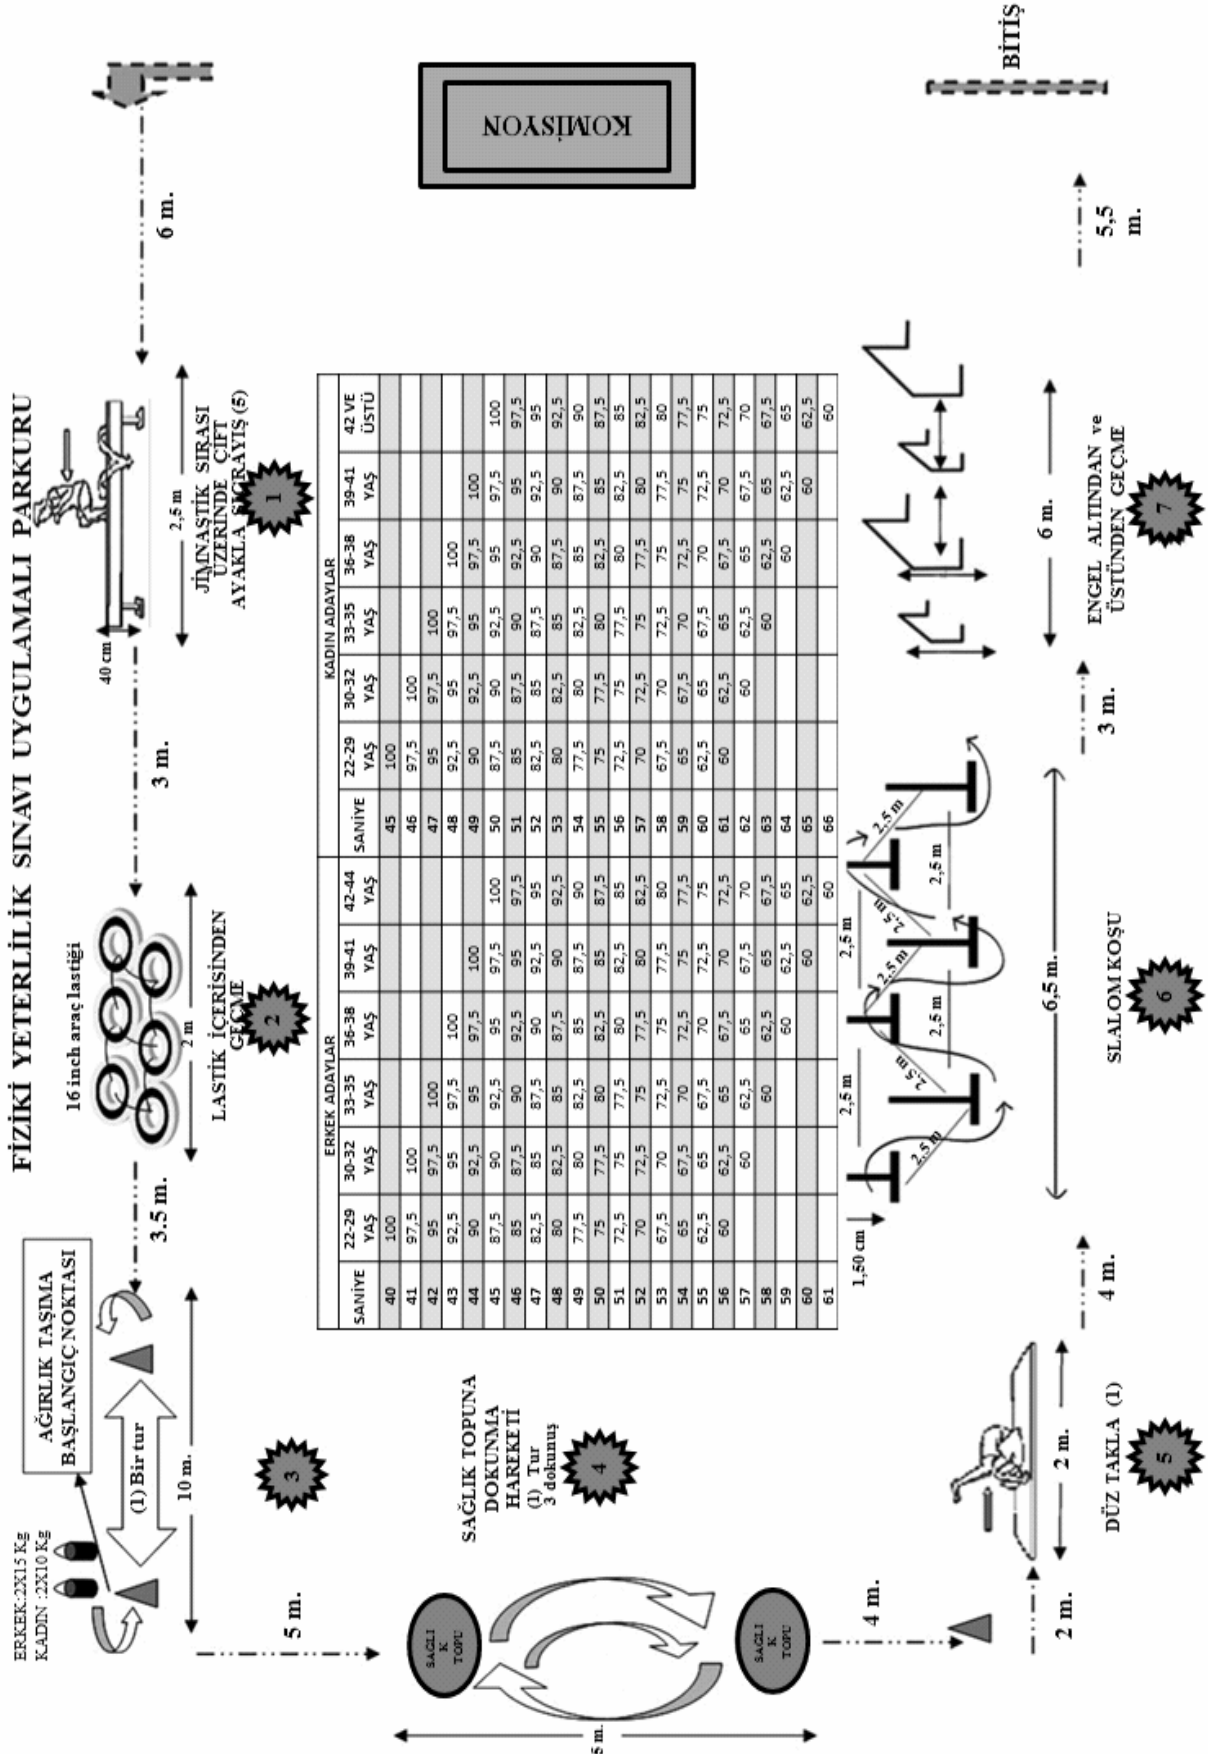 FİZİKİ YETERLİLİK SINAVI UYGULAMALI PARKURU
ERKEK:2X15 Kg
KADIN :2X10 Kg
AĞIRLIK TAŞIMA
BAŞLANGIÇ NOKTASI
(1) Bir tur
10 m.
3
3.5 m.
16 inch araç lastiği
2 m
LASTİK İÇERİSİNDEN
GEÇME
2
3 m.
40 cm
2,5 m
JİMNASTİK SIRASI
ÜZERİNDE ÇİFT
AYAKLA SIÇRAYIŞ (5)
1
6 m.
5 m.
SAĞLI
K
TOPU
SAĞLIK TOPUNA
DOKUNMA
HAREKETİ
(1) Tur
3 dokunuş
4
5 m.
SAĞLI
K
TOPU
ERKEK ADAYLAR KADIN ADAYLAR
SANİYE 22-29 YAŞ 30-32 YAŞ 33-35 YAŞ 36-38 YAŞ 39-41 YAŞ 42-44 YAŞ SANİYE 22-29 YAŞ 30-32 YAŞ 33-35 YAŞ 36-38 YAŞ 39-41 YAŞ 42 VE ÜSTÜ
40 100 45 100
41 97,5 100 46 97,5 100
42 95 97,5 100 47 95 97,5 100
43 92,5 95 97,5 100 48 92,5 95 97,5 100
44 90 92,5 95 97,5 100 49 90 92,5 95 97,5 100
45 87,5 90 92,5 95 97,5 100 50 87,5 90 92,5 95 97,5 100
46 85 87,5 90 92,5 95 97,5 51 85 87,5 90 92,5 95 97,5
47 82,5 85 87,5 90 92,5 95 52 82,5 85 87,5 90 92,5 95
48 80 82,5 85 87,5 90 92,5 53 80 82,5 85 87,5 90 92,5
49 77,5 80 82,5 85 87,5 90 54 77,5 80 82,5 85 87,5 90
50 75 77,5 80 82,5 85 87,5 55 75 77,5 80 82,5 85 87,5
51 72,5 75 77,5 80 82,5 85 56 72,5 75 77,5 80 82,5 85
52 70 72,5 75 77,5 80 82,5 57 70 72,5 75 77,5 80 82,5
53 67,5 70 72,5 75 77,5 80 58 67,5 70 72,5 75 77,5 80
54 65 67,5 70 72,5 75 77,5 59 65 67,5 70 72,5 75 77,5
55 62,5 65 67,5 70 72,5 75 60 62,5 65 67,5 70 72,5 75
56 60 62,5 65 67,5 70 72,5 61 60 62,5 65 67,5 70 72,5
57 60 62,5 65 67,5 70 62 60 62,5 65 67,5 70
58 60 62,5 65 67,5 63 60 62,5 65 67,5
59 60 62,5 65 64 60 62,5 65
60 60 62,5 65 60 62,5
61 60 66 60
KOMİSYON
4 m.
2 m.
2 m.
DÜZ TAKLA (1)
5
4 m.
1,50 cm
2,5 m
2,5 m
2,5 m
2,5 m
2,5 m
2,5 m
2,5 m
2,5 m
2,5 m
6,5 m.
SLALOM KOŞU
6
3 m.
6 m.
ENGEL ALTINDAN ve
ÜSTÜNDEN GEÇME
7
5,5
m.
BİTİŞ